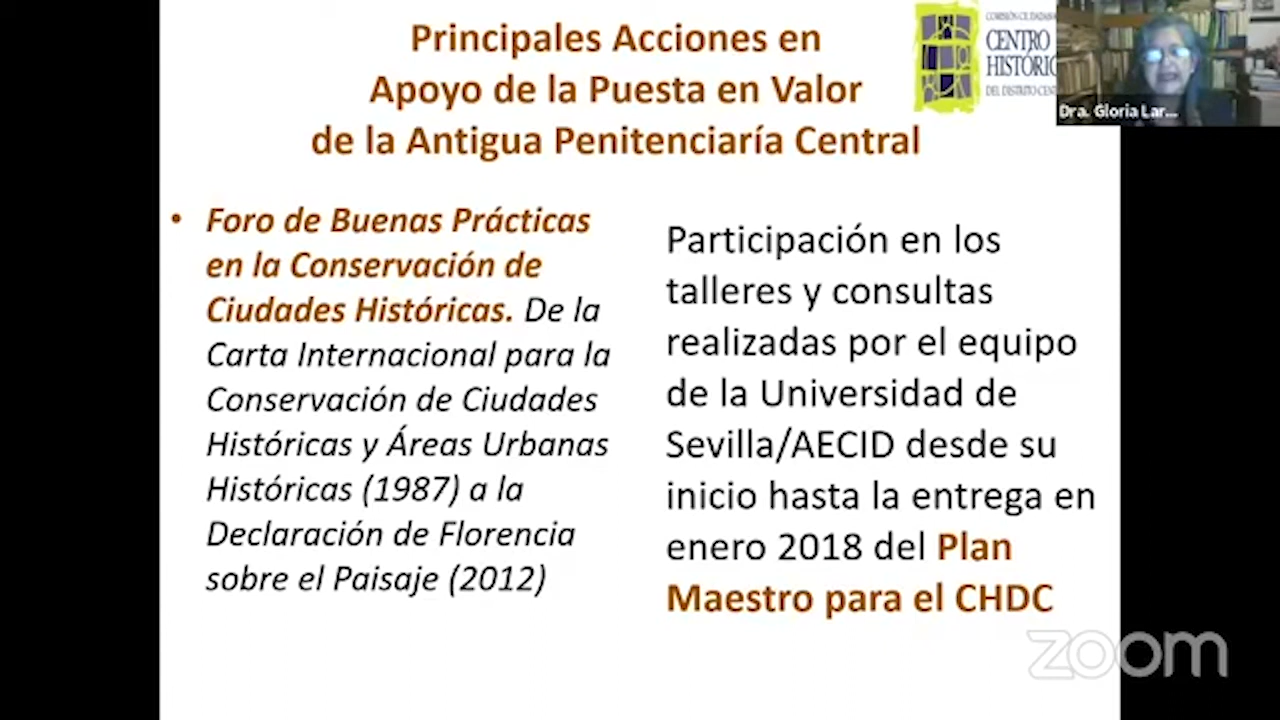 Principales Acciones en
Apoyo de la Puesta en Valor
de la Antigua Penitenciaría Central
CENTRO
DEL DISTRITO CENT
Dra. Gloria Lar...
• Foro de Buenas Prácticas
en la Conservación de
Ciudades Históricas. De la
Carta Internacional para la
Conservación de Ciudades
Históricas y Áreas Urbanas
Históricas (1987) a la
Declaración de Florencia
sobre el Paisaje (2012)
Participación en los
talleres y consultas
realizadas por el equipo
de la Universidad de
Sevilla/AECID desde su
inicio hasta la entrega en
enero 2018 del Plan
Maestro para el CHDC
zoom